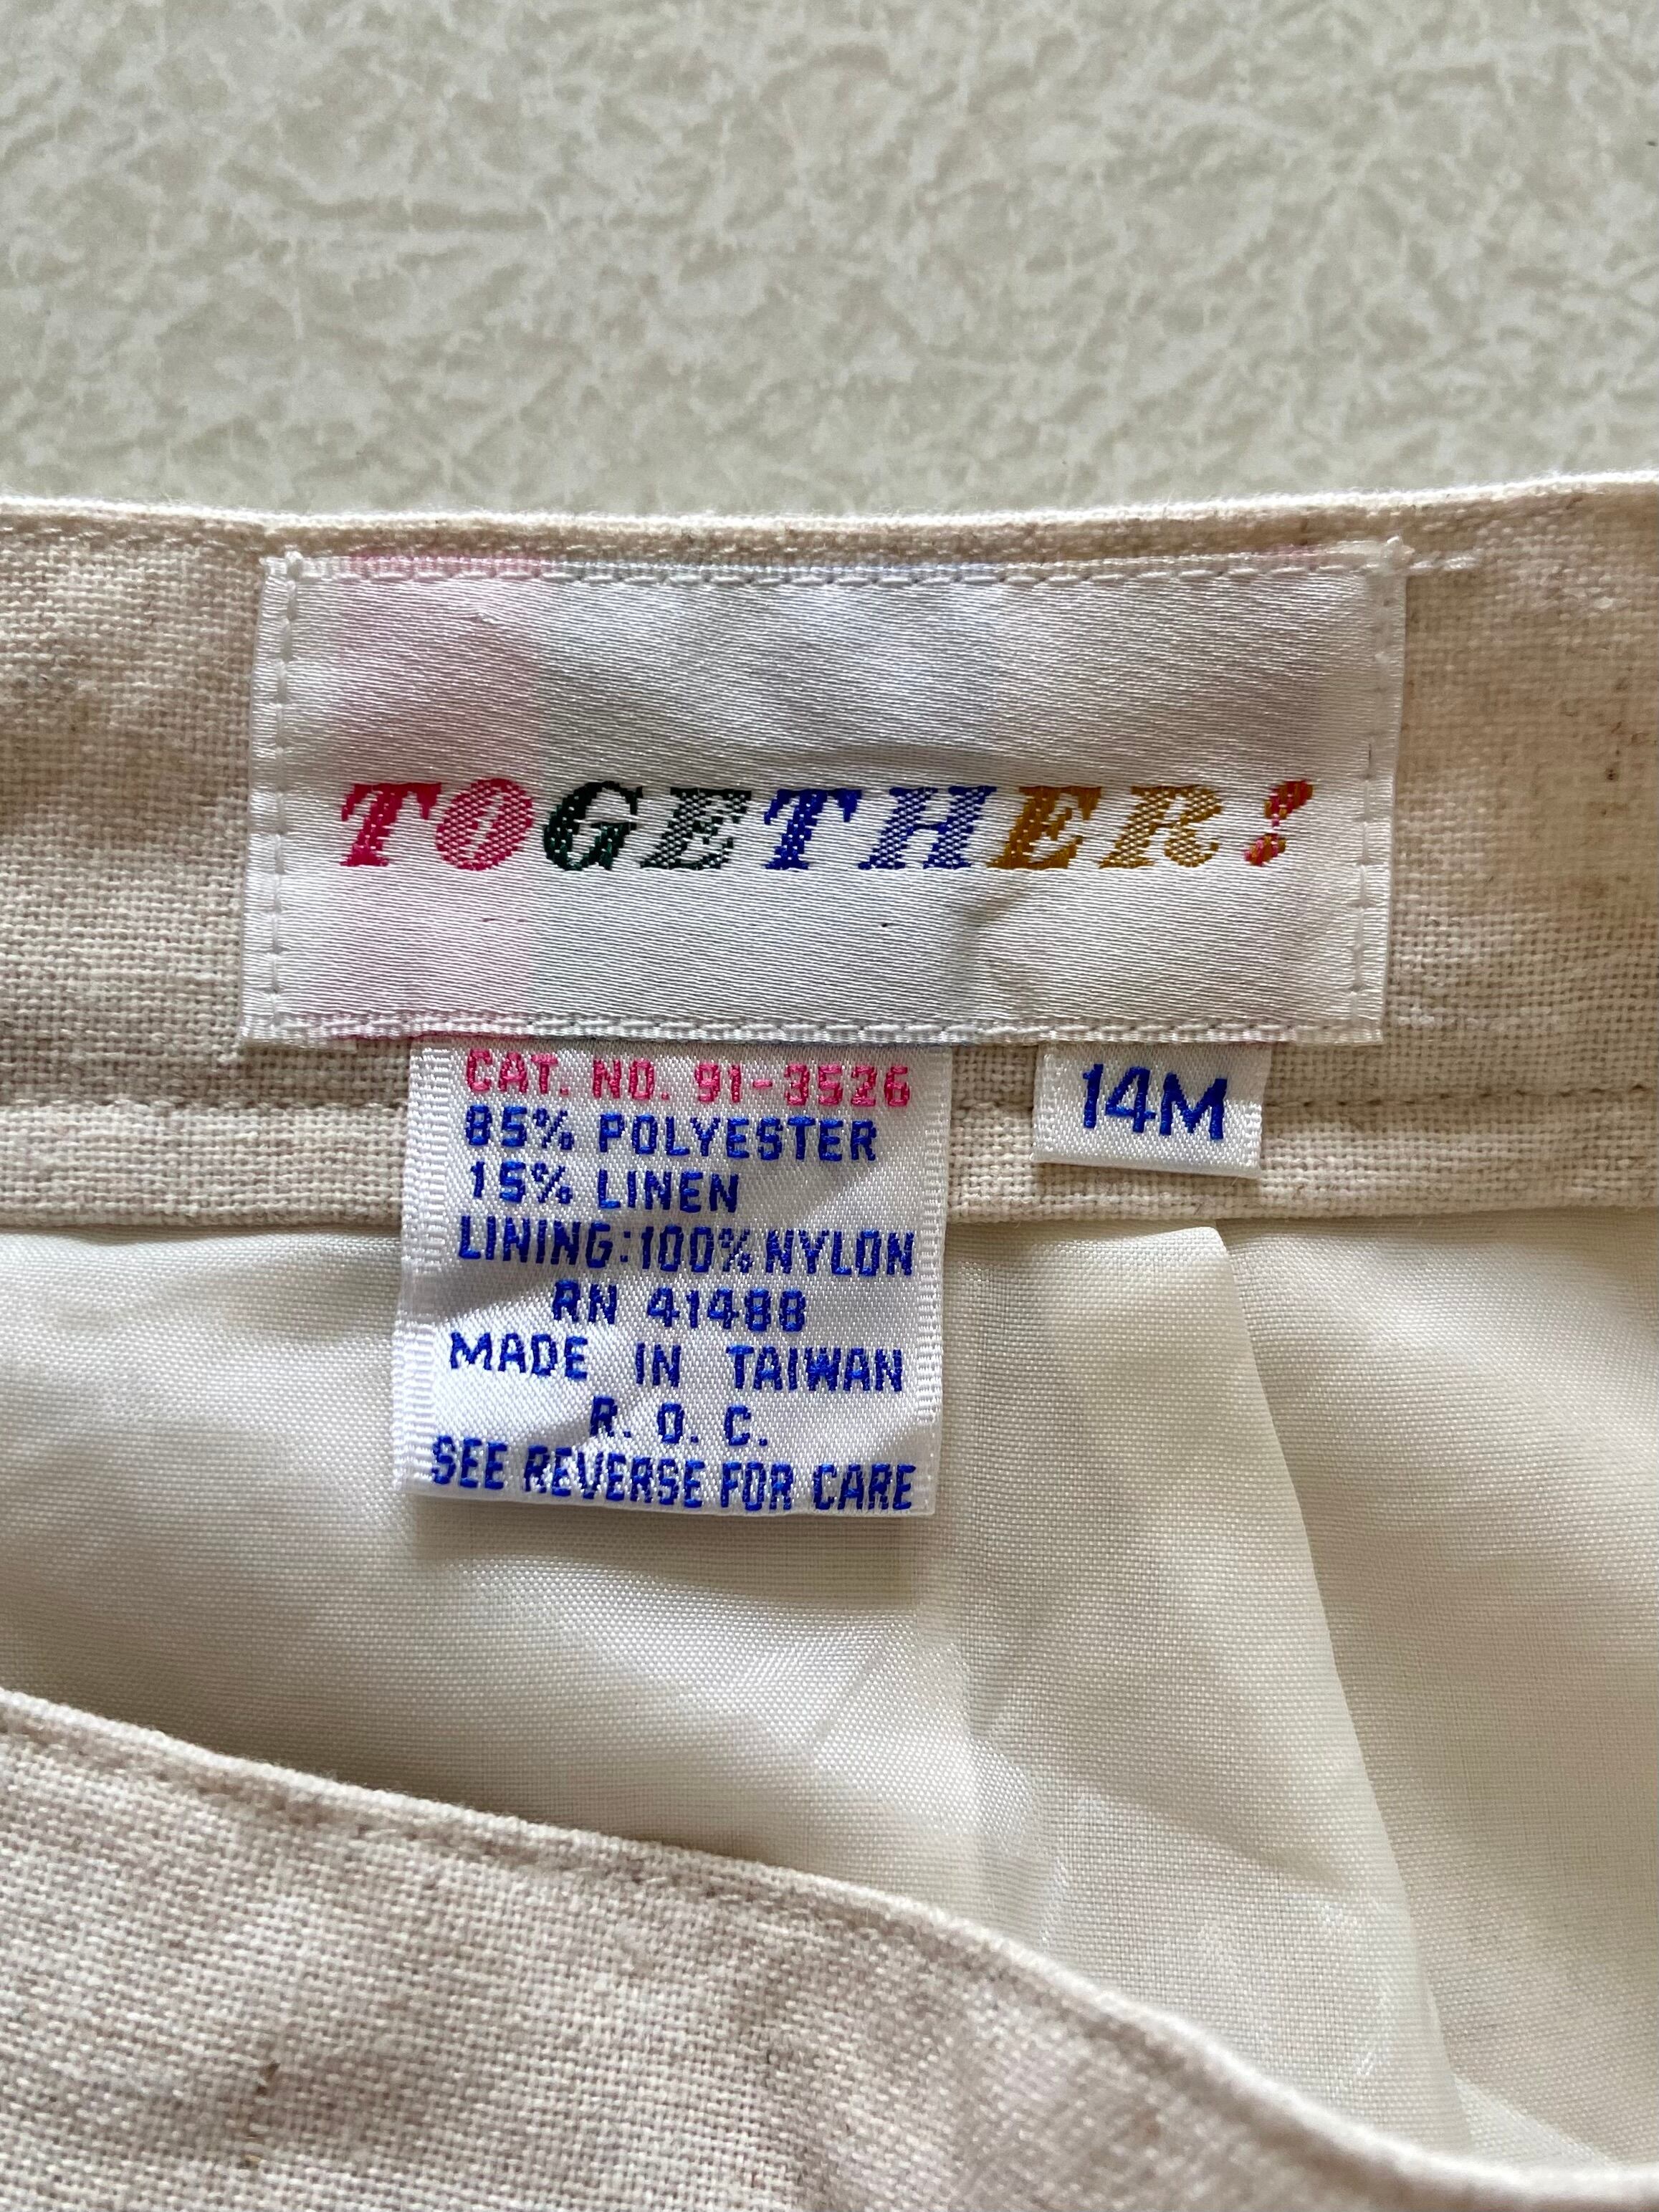 TOGETHER!
CAT. NO. 91-3526
85% POLYESTER
15% LINEN
LINING:100% NYLON
RN 41488
MADE IN TAIWAN
R. O. C.
SEE REVERSE FOR CARE
14M